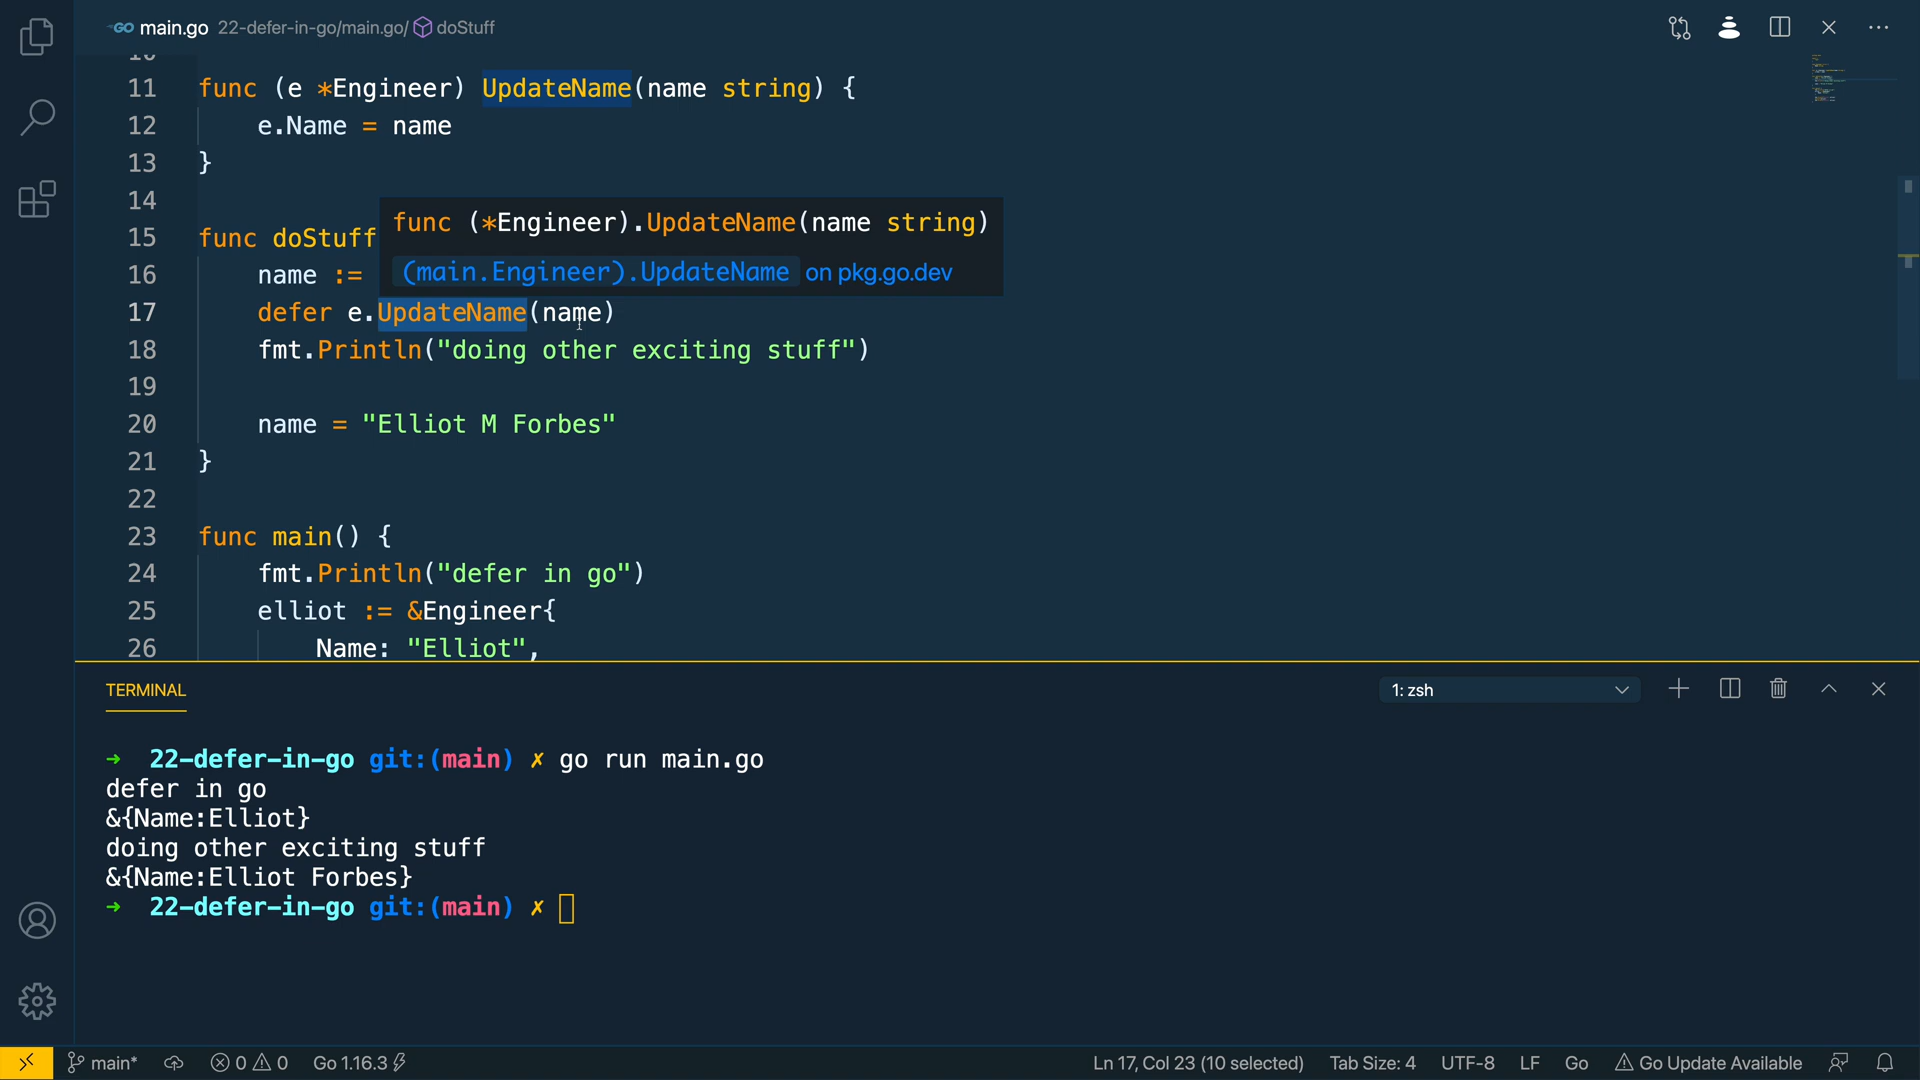 GO main.go 22-defer-in-go/main.go/ doStuff
10
11 func (e *Engineer) UpdateName(name string) {
12 e.Name = name
13 }
14
func (*Engineer).UpdateName(name string)
15 func doStuff
(main.Engineer).UpdateName on pkg.go.dev
16 name :=
17 defer e.UpdateName(name)
18 fmt.Println("doing other exciting stuff")
19
20 name = "Elliot M Forbes"
21 }
22
23 func main() {
24 fmt.Println("defer in go")
25 elliot := &Engineer{
26 Name: "Elliot",
TERMINAL 1: zsh
➜ 22-defer-in-go git:(main) ✗ go run main.go
defer in go
&{Name:Elliot}
doing other exciting stuff
&{Name:Elliot Forbes}
➜ 22-defer-in-go git:(main) ✗
main* 0 0 Go 1.16.3 Ln 17, Col 23 (10 selected) Tab Size: 4 UTF-8 LF Go Go Update Available